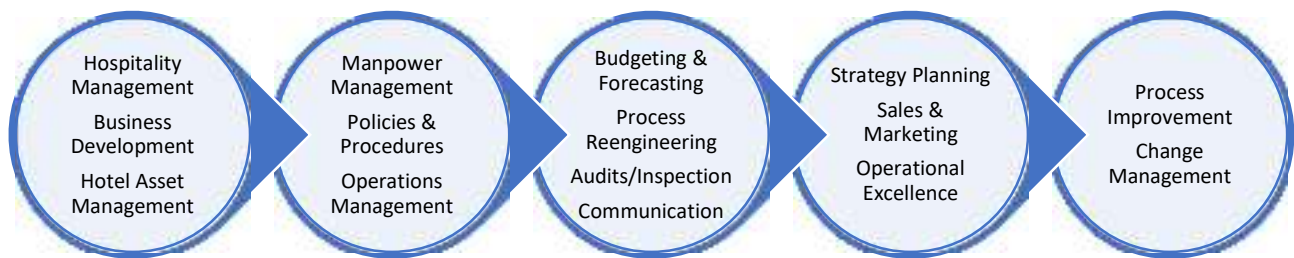 Hospitality
Management
Business
Development
Hotel Asset
Management
Manpower
Management
Policies &
Procedures
Operations
Management
Budgeting &
Forecasting
Process
Reengineering
Audits/Inspection
Communication
Strategy Planning
Sales &
Marketing
Operational
Excellence
Process
Improvement
Change
Management